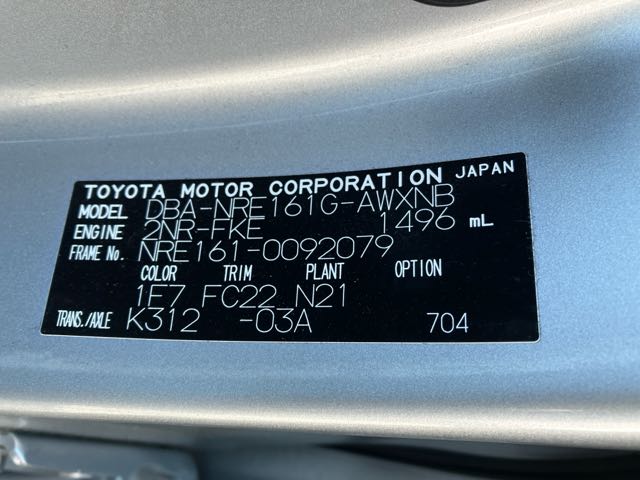 TOYOTA MOTOR CORPORATION JAPAN
MODEL DBA-NRE161G-AWXNB
ENGINE 2NR-FKE 1496 mL
FRAME No. NRE161-0092079
COLOR TRIM PLANT OPTION
1F7 FC22 N21
TRANS./AXLE K312 -03A 704